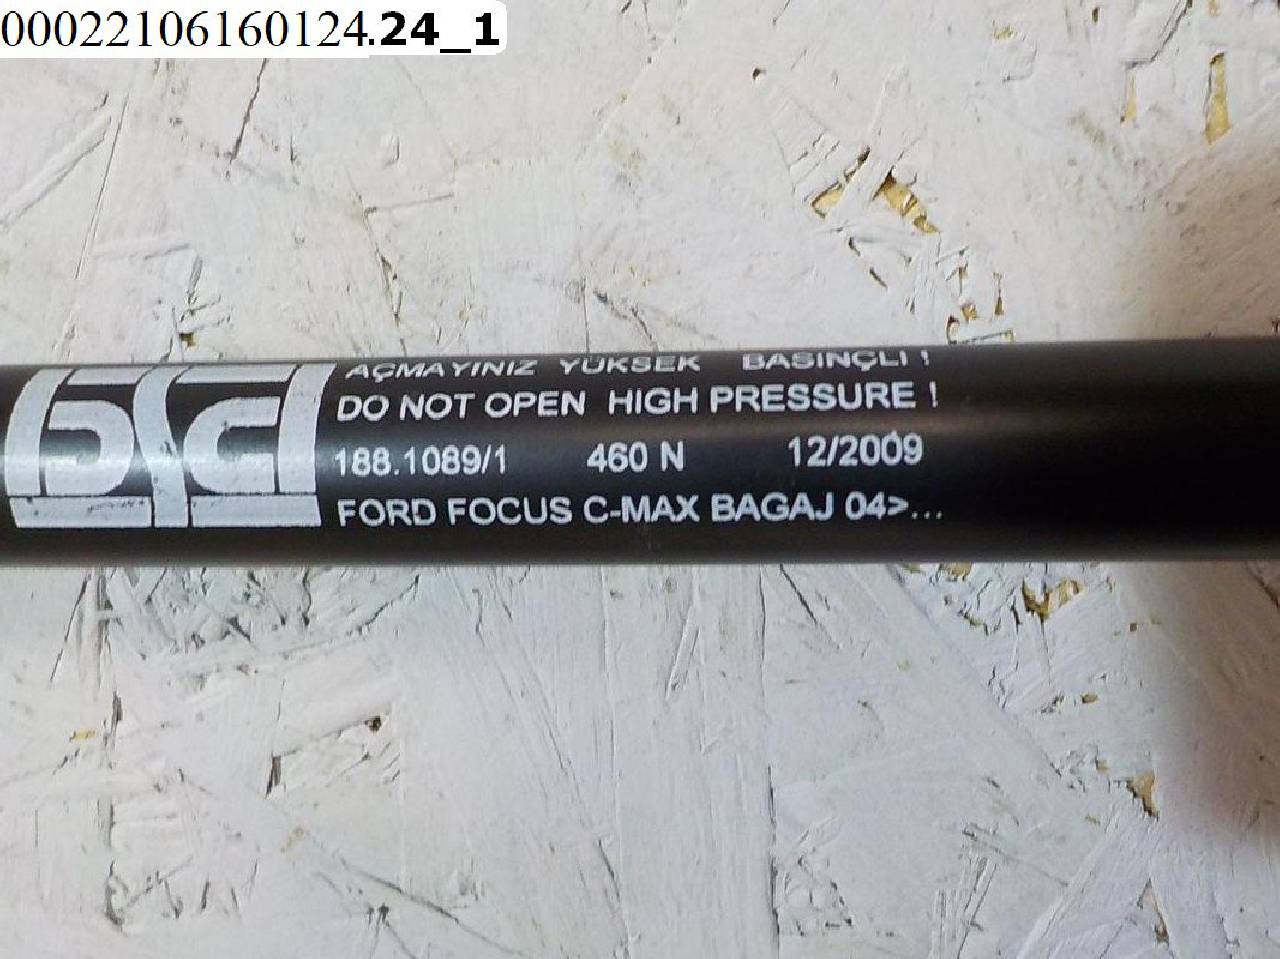 00022106160124.24_1
AÇMAYINIZ YÜKSEK BASINÇLI !
DO NOT OPEN HIGH PRESSURE !
188.1089/1 460 N 12/2009
FORD FOCUS C-MAX BAGAJ 04>...